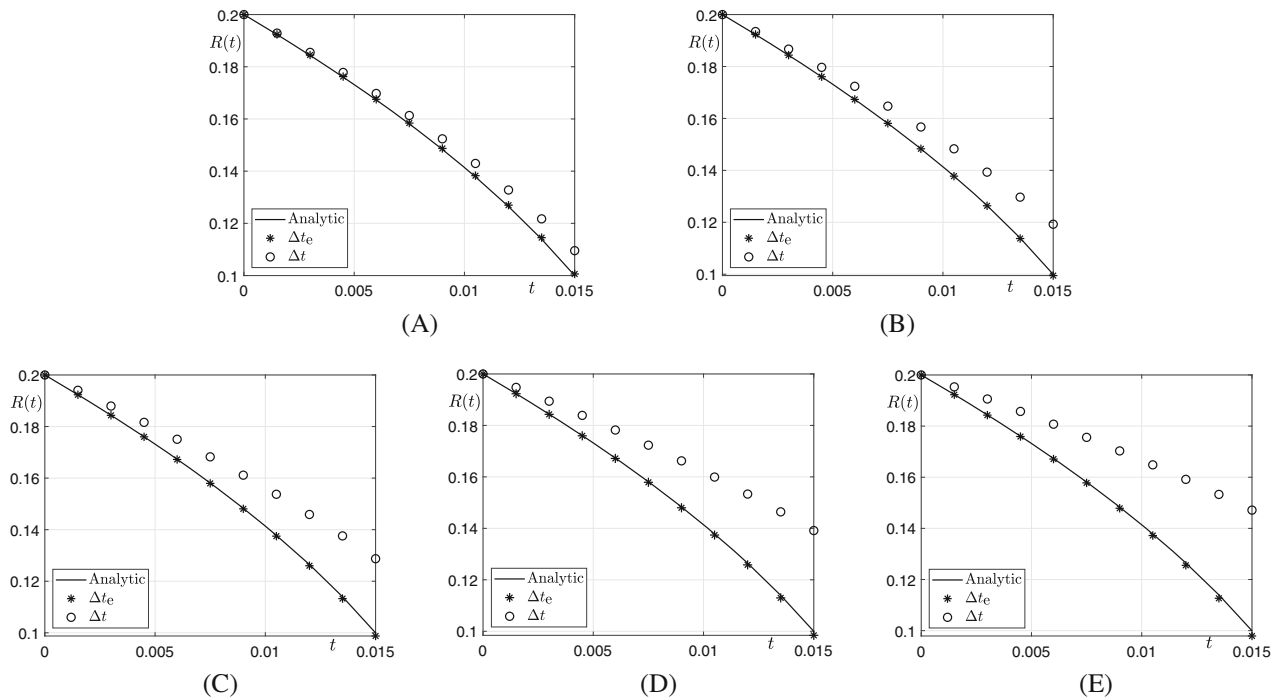 0.2
R(t)
0.18
0.16
0.14
0.12
0.1
Analytic
Δtₑ
Δt
0
0.005
0.01
t
0.015
(A)
0.2
R(t)
0.18
0.16
0.14
0.12
0.1
Analytic
Δtₑ
Δt
0
0.005
0.01
t
0.015
(B)
0.2
R(t)
0.18
0.16
0.14
0.12
0.1
Analytic
Δtₑ
Δt
0
0.005
0.01
t
0.015
(C)
0.2
R(t)
0.18
0.16
0.14
0.12
0.1
Analytic
Δtₑ
Δt
0
0.005
0.01
t
0.015
(D)
0.2
R(t)
0.18
0.16
0.14
0.12
0.1
Analytic
Δtₑ
Δt
0
0.005
0.01
t
0.015
(E)